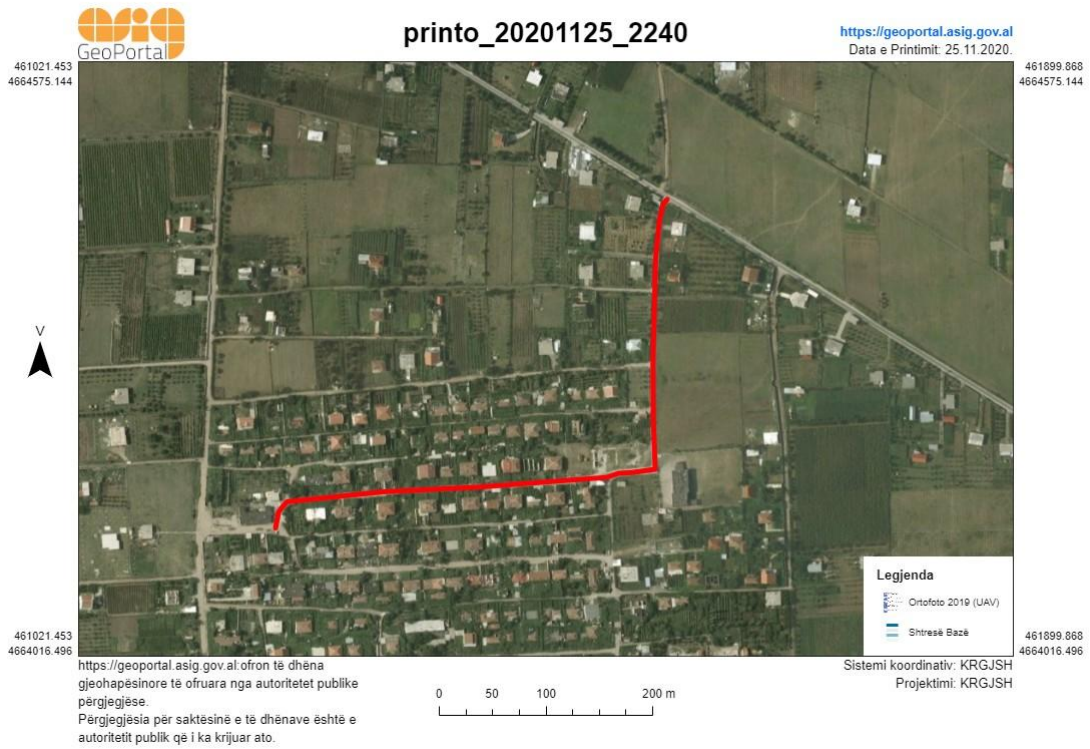 asig
GeoPortal
printo_20201125_2240
https://geoportal.asig.gov.al
Data e Printimit: 25.11.2020.
461021.453
4664575.144
461899.868
4664575.144
V
Legjenda
Ortofoto 2019 (UAV)
Shtresë Bazë
461021.453
4664016.496
461899.868
4664016.496
https://geoportal.asig.gov.al:ofron të dhëna
gjeohapësinore të ofruara nga autoritetet publike
përgjegjëse.
Përgjegjësia për saktësinë e të dhënave është e
autoritetit publik që i ka krijuar ato.
0 50 100 200 m
Sistemi koordinativ: KRGJSH
Projektimi: KRGJSH